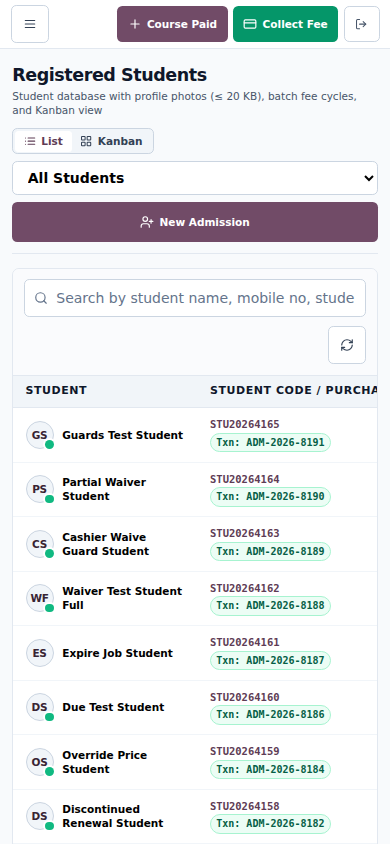 Course Paid
Collect Fee
Registered Students
Student database with profile photos (≤ 20 KB), batch fee cycles,
and Kanban view
List
Kanban
All Students
New Admission
Search by student name, mobile no, stude
STUDENT
STUDENT CODE / PURCHA
GS
Guards Test Student
STU20264165
Txn: ADM-2026-8191
PS
Partial Waiver
Student
STU20264164
Txn: ADM-2026-8190
CS
Cashier Waive
Guard Student
STU20264163
Txn: ADM-2026-8189
WF
Waiver Test Student
Full
STU20264162
Txn: ADM-2026-8188
ES
Expire Job Student
STU20264161
Txn: ADM-2026-8187
DS
Due Test Student
STU20264160
Txn: ADM-2026-8186
OS
Override Price
Student
STU20264159
Txn: ADM-2026-8184
DS
Discontinued
Renewal Student
STU20264158
Txn: ADM-2026-8182